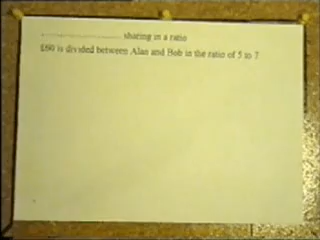 sharing in a ratio
£60 is divided between Alan and Bob in the ratio of 5 to 7